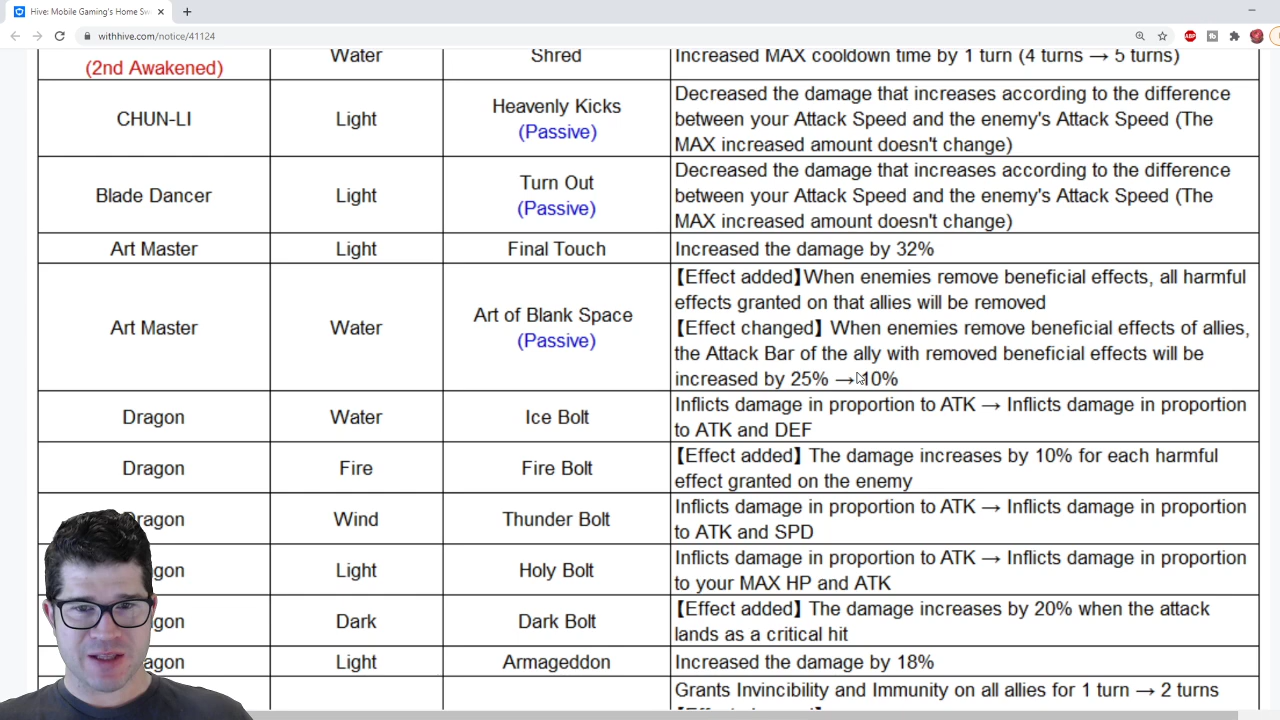 Hive: Mobile Gaming's Home Sw
withhive.com/notice/41124
(2nd Awakened)
Water
Shred
Increased MAX cooldown time by 1 turn (4 turns → 5 turns)
CHUN-LI
Light
Heavenly Kicks
(Passive)
Decreased the damage that increases according to the difference
between your Attack Speed and the enemy's Attack Speed (The
MAX increased amount doesn't change)
Blade Dancer
Light
Turn Out
(Passive)
Decreased the damage that increases according to the difference
between your Attack Speed and the enemy's Attack Speed (The
MAX increased amount doesn't change)
Art Master
Light
Final Touch
Increased the damage by 32%
Art Master
Water
Art of Blank Space
(Passive)
【Effect added】When enemies remove beneficial effects, all harmful
effects granted on that allies will be removed
【Effect changed】 When enemies remove beneficial effects of allies,
the Attack Bar of the ally with removed beneficial effects will be
increased by 25% → 10%
Dragon
Water
Ice Bolt
Inflicts damage in proportion to ATK → Inflicts damage in proportion
to ATK and DEF
Dragon
Fire
Fire Bolt
【Effect added】 The damage increases by 10% for each harmful
effect granted on the enemy
Dragon
Wind
Thunder Bolt
Inflicts damage in proportion to ATK → Inflicts damage in proportion
to ATK and SPD
gon
Light
Holy Bolt
Inflicts damage in proportion to ATK → Inflicts damage in proportion
to your MAX HP and ATK
gon
Dark
Dark Bolt
【Effect added】 The damage increases by 20% when the attack
lands as a critical hit
agon
Light
Armageddon
Increased the damage by 18%
Grants Invincibility and Immunity on all allies for 1 turn → 2 turns